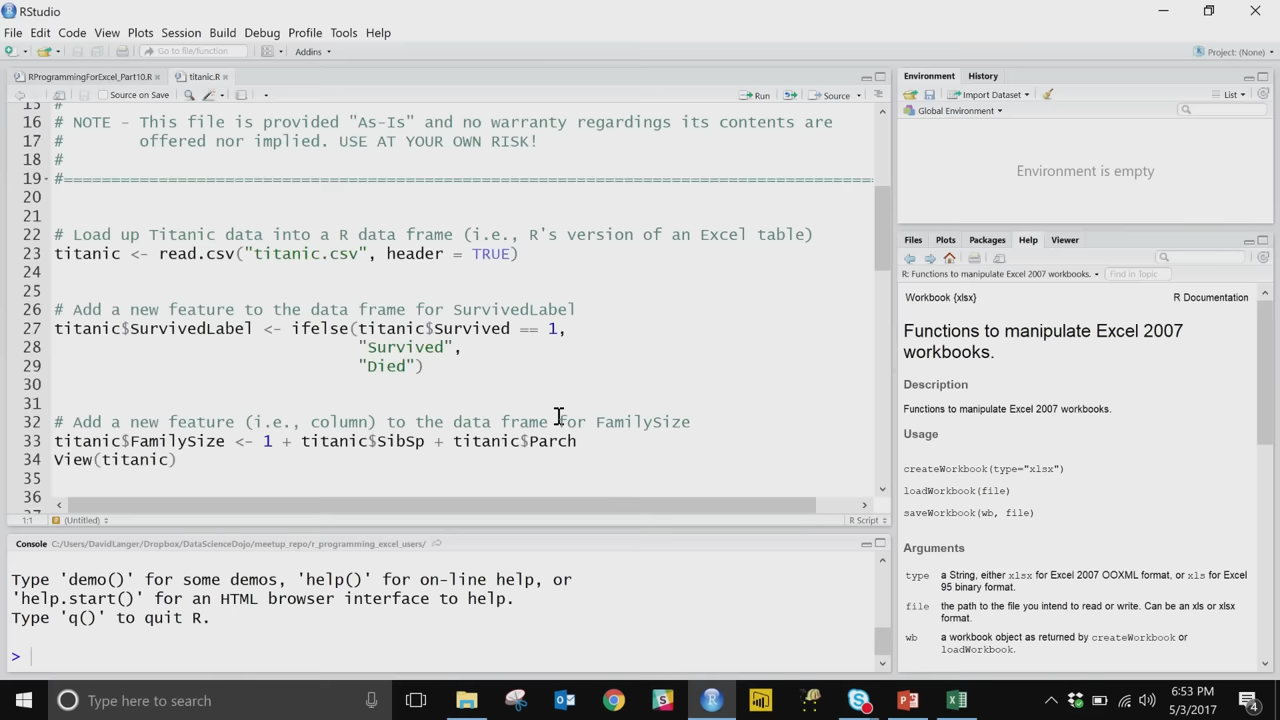 RStudio
File Edit Code View Plots Session Build Debug Profile Tools Help
Go to file/function Addins Project: (None)
RProgrammingForExcel_Part10.R titanic.R
Source on Save Run Source
15 #
16 # NOTE - This file is provided "As-Is" and no warranty regardings its contents are
17 # offered nor implied. USE AT YOUR OWN RISK!
18 #
19 #==========================================================================================
20
21
22 # Load up Titanic data into a R data frame (i.e., R's version of an Excel table)
23 titanic <- read.csv("titanic.csv", header = TRUE)
24
25
26 # Add a new feature to the data frame for SurvivedLabel
27 titanic$SurvivedLabel <- ifelse(titanic$Survived == 1,
28 "Survived",
29 "Died")
30
31
32 # Add a new feature (i.e., column) to the data frame for FamilySize
33 titanic$FamilySize <- 1 + titanic$SibSp + titanic$Parch
34 View(titanic)
35
36
37
1:1 (Untitled) R Script
Console C:/Users/DavidLanger/Dropbox/DataScienceDojo/meetup_repo/r_programming_excel_users/
Type 'demo()' for some demos, 'help()' for on-line help, or
'help.start()' for an HTML browser interface to help.
Type 'q()' to quit R.
>
Environment History
Import Dataset List
Global Environment
Environment is empty
Files Plots Packages Help Viewer
R: Functions to manipulate Excel 2007 workbooks. Find in Topic
Workbook {xlsx} R Documentation
Functions to manipulate Excel 2007
workbooks.
Description
Functions to manipulate Excel 2007 workbooks.
Usage
createWorkbook(type="xlsx")
loadWorkbook(file)
saveWorkbook(wb, file)
Arguments
type a String, either xlsx for Excel 2007 OOXML format, or xls for Excel
95 binary format.
file the path to the file you intend to read or write. Can be an xls or xlsx
format.
wb a workbook object as returned by createWorkbook or
loadWorkbook.
Type here to search
6:53 PM
5/3/2017
4